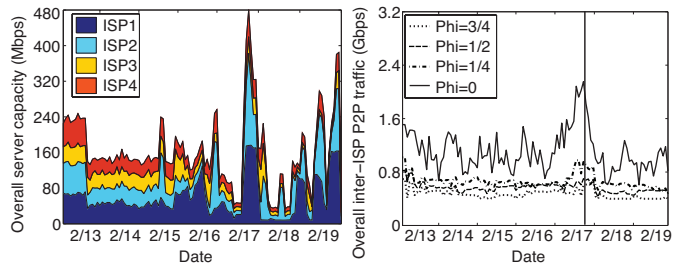 Overall server capacity (Mbps)
480
400
320
240
160
80
0
ISP1
ISP2
ISP3
ISP4
2/13 2/14 2/15 2/16 2/17 2/18 2/19
Date
Overall inter-ISP P2P traffic (Gbps)
3.2
2.4
1.6
0.8
0
Phi=3/4
Phi=1/2
Phi=1/4
Phi=0
2/13 2/14 2/15 2/16 2/17 2/18 2/19
Date